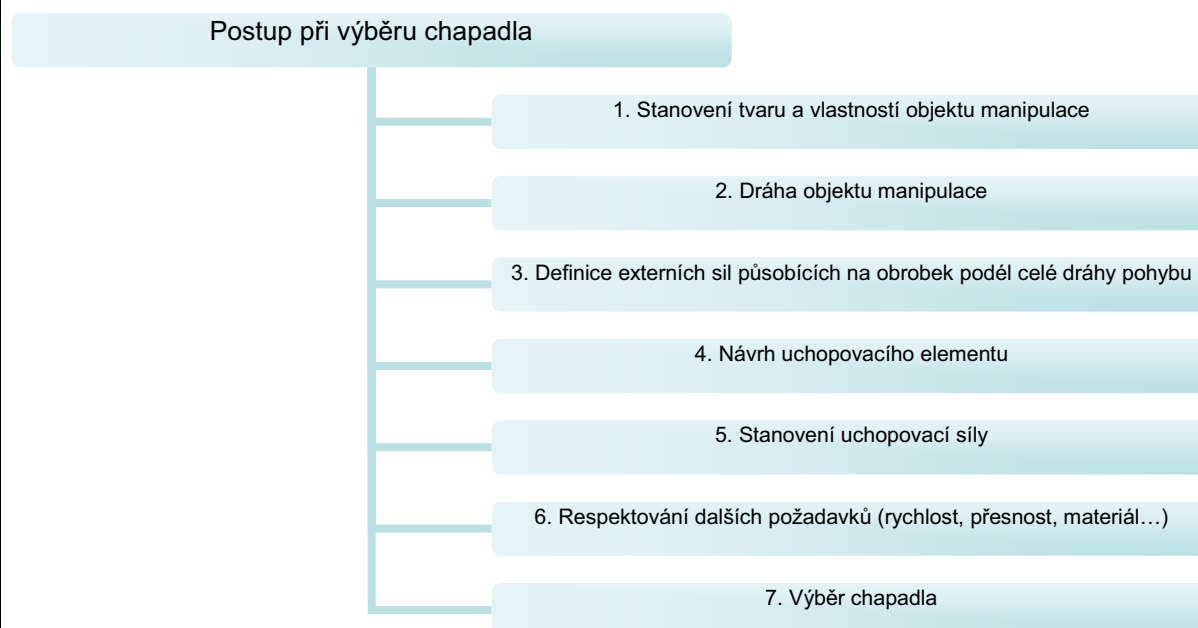 Postup při výběru chapadla
1. Stanovení tvaru a vlastností objektu manipulace
2. Dráha objektu manipulace
3. Definice externích sil působících na obrobek podél celé dráhy pohybu
4. Návrh uchopovacího elementu
5. Stanovení uchopovací síly
6. Respektování dalších požadavků (rychlost, přesnost, materiál…)
7. Výběr chapadla